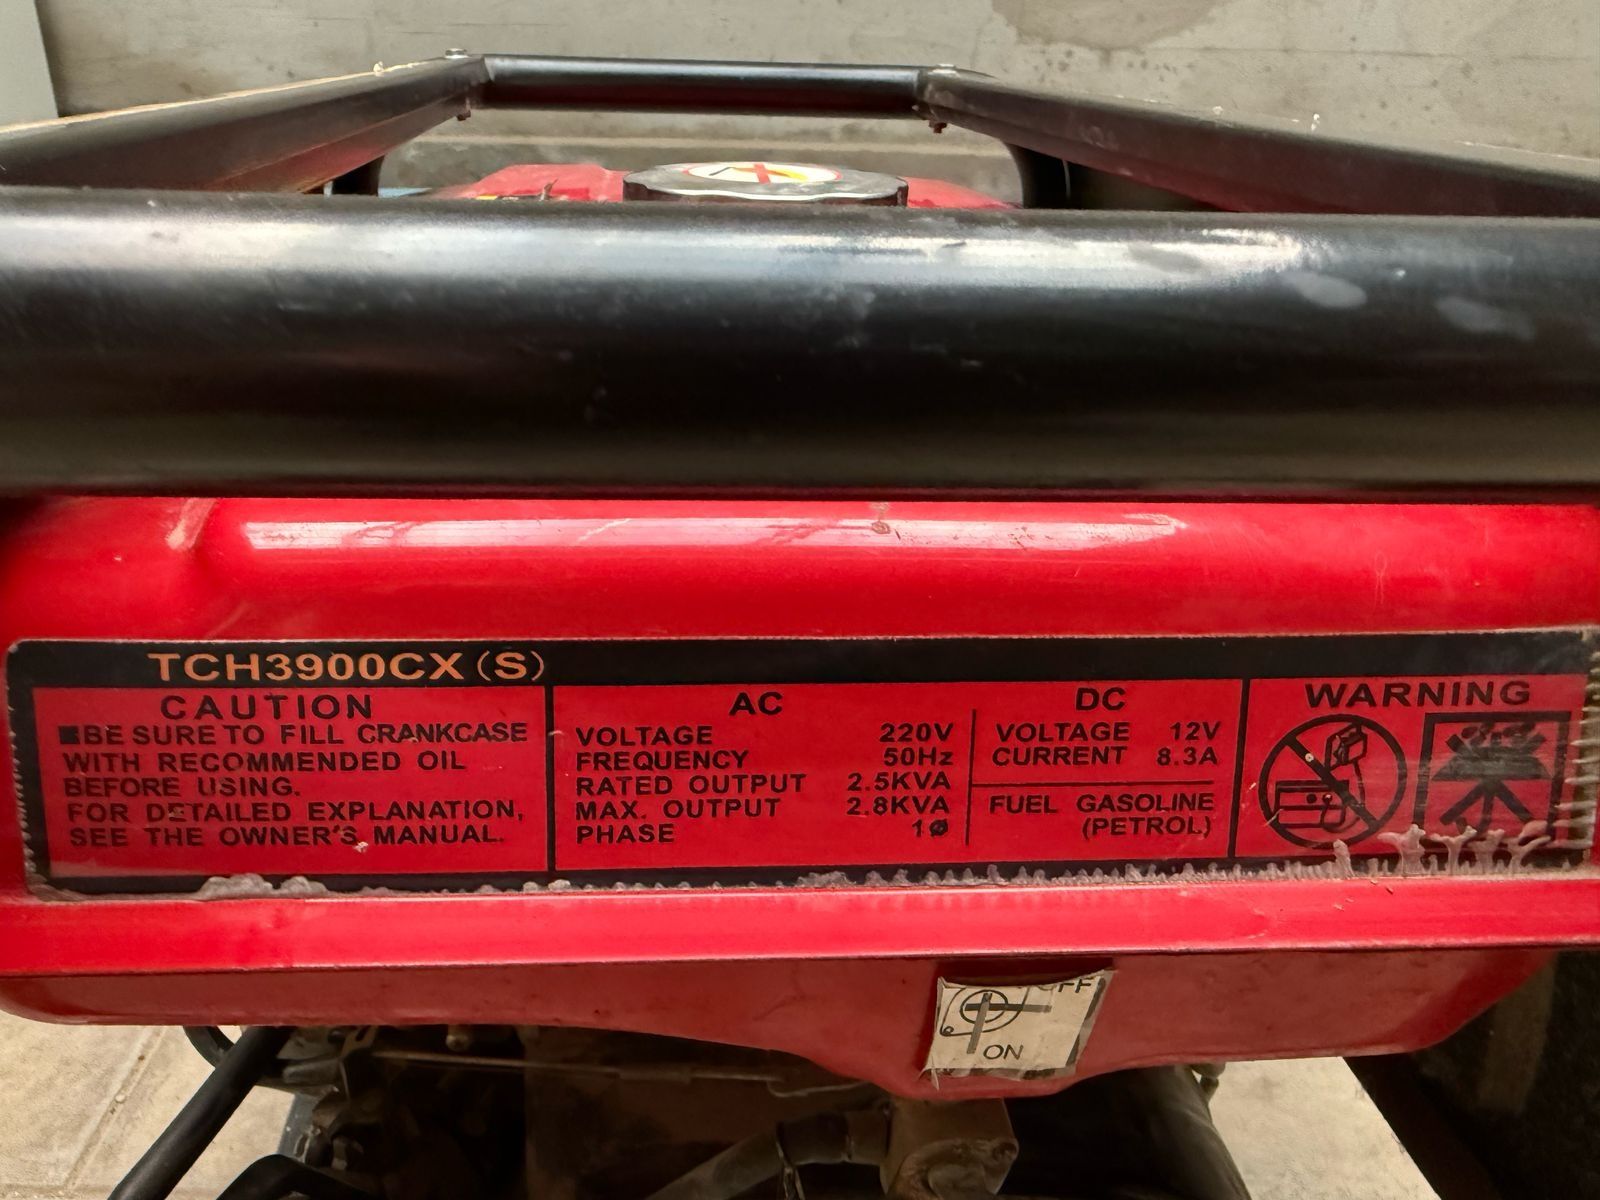 TCH3900CX(S)
CAUTION
■BE SURE TO FILL CRANKCASE
WITH RECOMMENDED OIL
BEFORE USING.
FOR DETAILED EXPLANATION,
SEE THE OWNER'S MANUAL.
AC
VOLTAGE 220V
FREQUENCY 50Hz
RATED OUTPUT 2.5KVA
MAX. OUTPUT 2.8KVA
PHASE 1Ø
DC
VOLTAGE 12V
CURRENT 8.3A
FUEL GASOLINE
(PETROL)
WARNING
OFF
ON